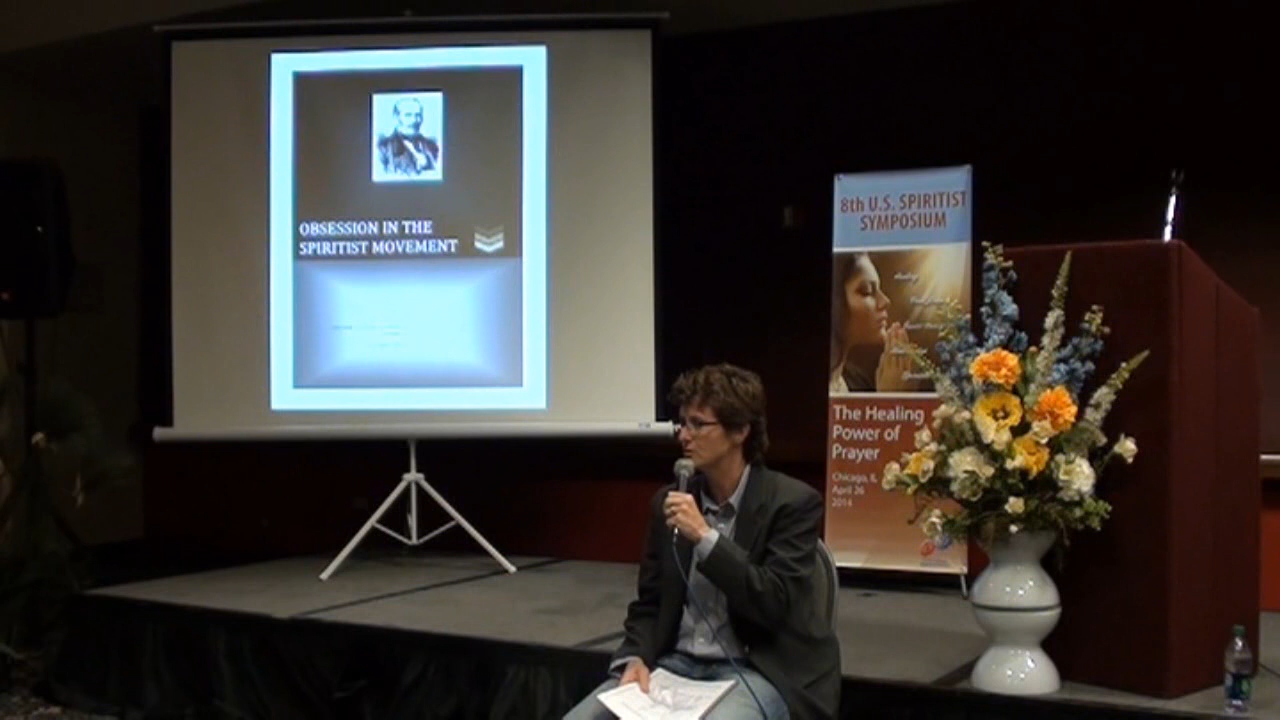 OBSESSION IN THE
SPIRITIST MOVEMENT
8th U.S. SPIRITIST
SYMPOSIUM
The Healing
Power of
Prayer
Chicago, IL
April 26
2014